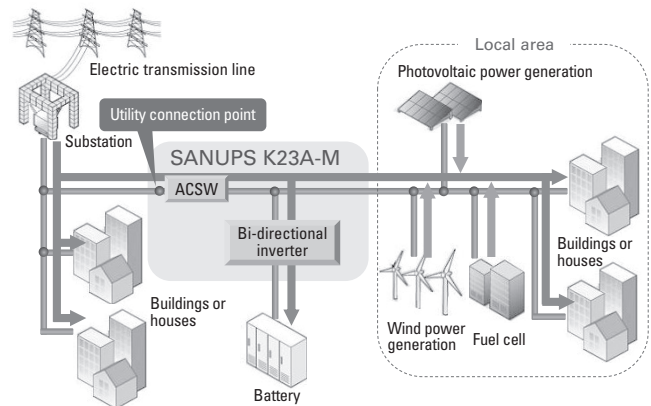 Local area
Electric transmission line
Photovoltaic power generation
Utility connection point
Substation
SANUPS K23A-M
ACSW
Bi-directional
inverter
Buildings or
houses
Buildings or
houses
Wind power
generation
Fuel cell
Battery